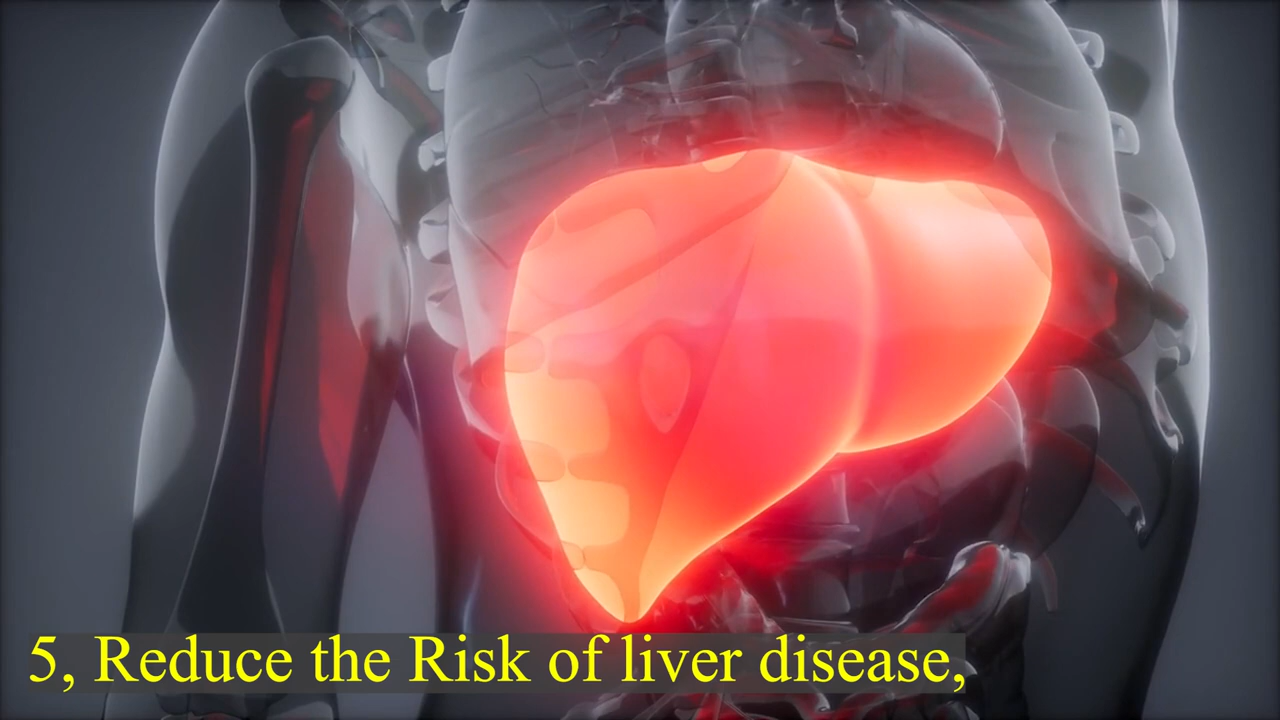 5, Reduce the Risk of liver disease,